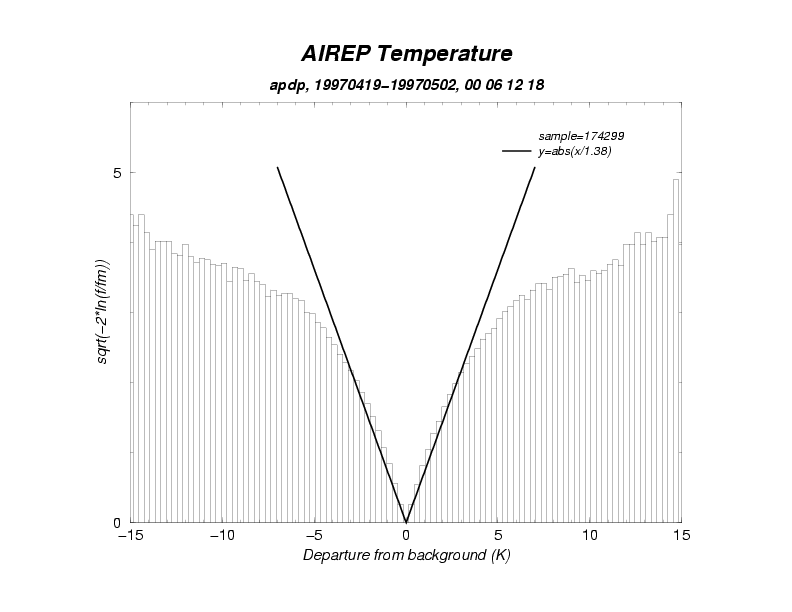 AIREP Temperature
apdp, 19970419−19970502, 00 06 12 18
sample=174299
y=abs(x/1.38)
5
0
sqrt(−2*ln(f/fm))
−15 −10 −5 0 5 10 15
Departure from background (K)